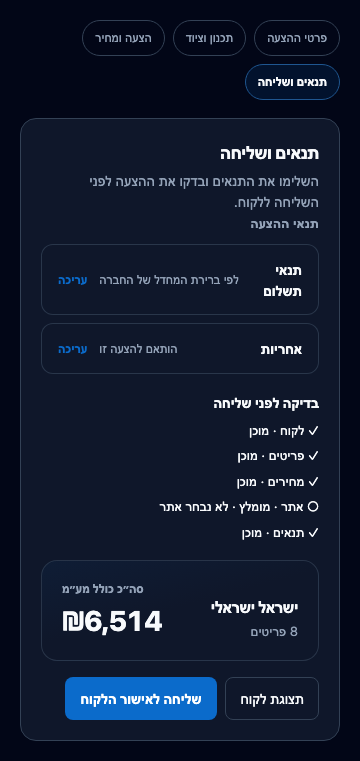 פרטי ההצעה
תכנון וציוד
הצעה ומחיר
תנאים ושליחה
תנאים ושליחה
השלימו את התנאים ובדקו את ההצעה לפני
השליחה ללקוח.
תנאי ההצעה
תנאי
תשלום
לפי ברירת המחדל של החברה
עריכה
אחריות
הותאם להצעה זו
עריכה
בדיקה לפני שליחה
✓ לקוח · מוכן
✓ פריטים · מוכן
✓ מחירים · מוכן
○ אתר · מומלץ · לא נבחר אתר
✓ תנאים · מוכן
ישראל ישראלי
8 פריטים
סה״כ כולל מע״מ
₪6,514
תצוגת לקוח
שליחה לאישור הלקוח